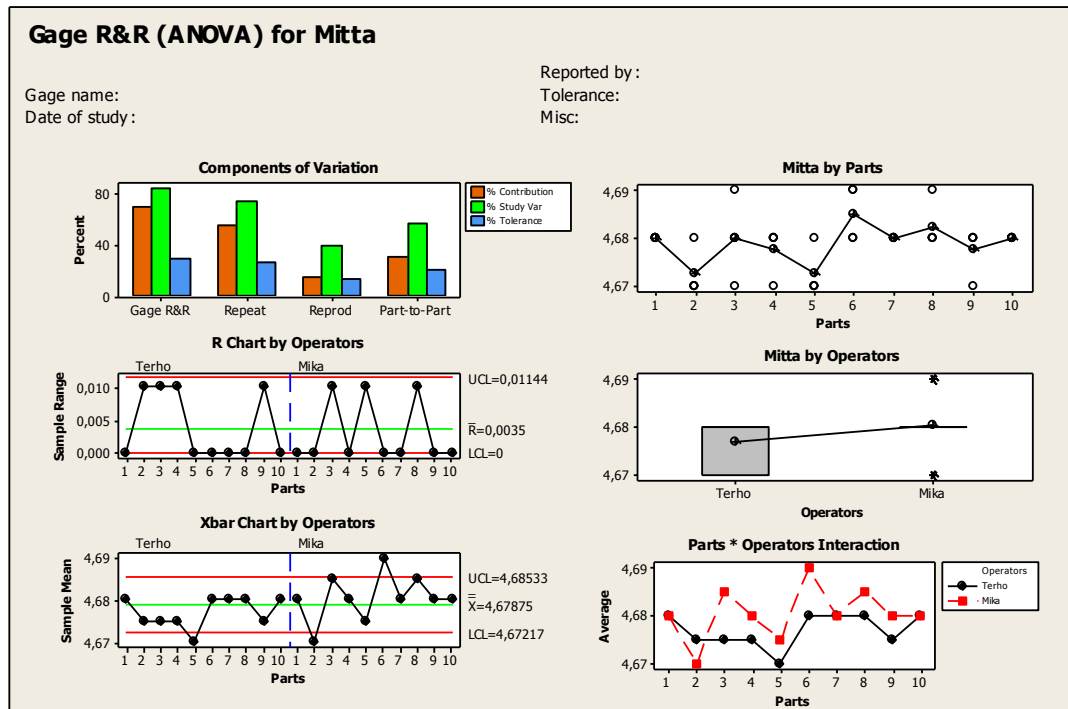 Gage R&R (ANOVA) for Mitta
Gage name:
Date of study :
Reported by :
Tolerance:
Misc:
Components of Variation
Percent
80
40
0
Gage R&R Repeat Reprod Part-to-Part
% Contribution
% Study Var
% Tolerance
R Chart by Operators
Terho Mika
Sample Range
0,010
0,005
0,000
UCL=0,01144
R=0,0035
LCL=0
1 2 3 4 5 6 7 8 9 10 1 2 3 4 5 6 7 8 9 10
Parts
Xbar Chart by Operators
Terho Mika
Sample Mean
4,69
4,68
4,67
UCL=4,68533
X=4,67875
LCL=4,67217
1 2 3 4 5 6 7 8 9 10 1 2 3 4 5 6 7 8 9 10
Parts
Mitta by Parts
4,69
4,68
4,67
1 2 3 4 5 6 7 8 9 10
Parts
Mitta by Operators
4,69
4,68
4,67
Terho Mika
Operators
Parts * Operators Interaction
Average
4,69
4,68
4,67
1 2 3 4 5 6 7 8 9 10
Parts
Operators
Terho
Mika